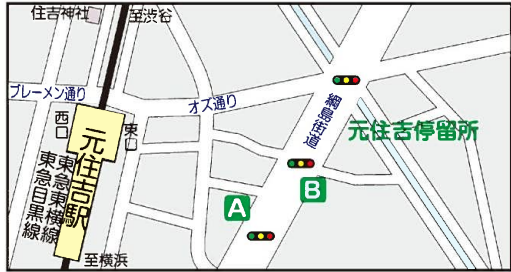 住吉神社
至渋谷
ブレーメン通り
オズ通り
西口
東口
元住吉駅
東急東横線
東急目黒線
至横浜
綱島街道
元住吉停留所
A
B